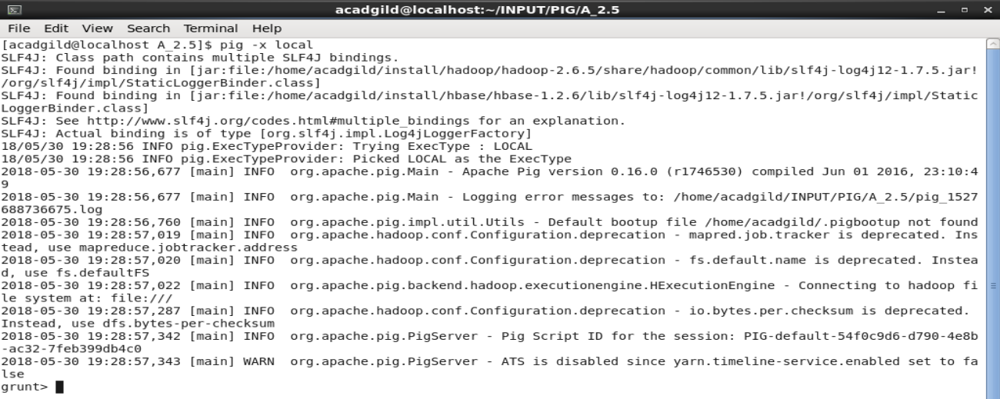 acadgild@localhost:~/INPUT/PIG/A_2.5
File Edit View Search Terminal Help
[acadgild@localhost A_2.5]$ pig -x local
SLF4J: Class path contains multiple SLF4J bindings.
SLF4J: Found binding in [jar:file:/home/acadgild/install/hadoop/hadoop-2.6.5/share/hadoop/common/lib/slf4j-log4j12-1.7.5.jar!
/org/slf4j/impl/StaticLoggerBinder.class]
SLF4J: Found binding in [jar:file:/home/acadgild/install/hbase/hbase-1.2.6/lib/slf4j-log4j12-1.7.5.jar!/org/slf4j/impl/Static
LoggerBinder.class]
SLF4J: See http://www.slf4j.org/codes.html#multiple_bindings for an explanation.
SLF4J: Actual binding is of type [org.slf4j.impl.Log4jLoggerFactory]
18/05/30 19:28:56 INFO pig.ExecTypeProvider: Trying ExecType : LOCAL
18/05/30 19:28:56 INFO pig.ExecTypeProvider: Picked LOCAL as the ExecType
2018-05-30 19:28:56,677 [main] INFO  org.apache.pig.Main - Apache Pig version 0.16.0 (r1746530) compiled Jun 01 2016, 23:10:4
9
2018-05-30 19:28:56,677 [main] INFO  org.apache.pig.Main - Logging error messages to: /home/acadgild/INPUT/PIG/A_2.5/pig_1527
688736675.log
2018-05-30 19:28:56,760 [main] INFO  org.apache.pig.impl.util.Utils - Default bootup file /home/acadgild/.pigbootup not found
2018-05-30 19:28:57,019 [main] INFO  org.apache.hadoop.conf.Configuration.deprecation - mapred.job.tracker is deprecated. Ins
tead, use mapreduce.jobtracker.address
2018-05-30 19:28:57,020 [main] INFO  org.apache.hadoop.conf.Configuration.deprecation - fs.default.name is deprecated. Instea
d, use fs.defaultFS
2018-05-30 19:28:57,022 [main] INFO  org.apache.pig.backend.hadoop.executionengine.HExecutionEngine - Connecting to hadoop fi
le system at: file:///
2018-05-30 19:28:57,287 [main] INFO  org.apache.hadoop.conf.Configuration.deprecation - io.bytes.per.checksum is deprecated.
Instead, use dfs.bytes-per-checksum
2018-05-30 19:28:57,342 [main] INFO  org.apache.pig.PigServer - Pig Script ID for the session: PIG-default-54f0c9d6-d790-4e8b
-ac32-7feb399db4c0
2018-05-30 19:28:57,343 [main] WARN  org.apache.pig.PigServer - ATS is disabled since yarn.timeline-service.enabled set to fa
lse
grunt>